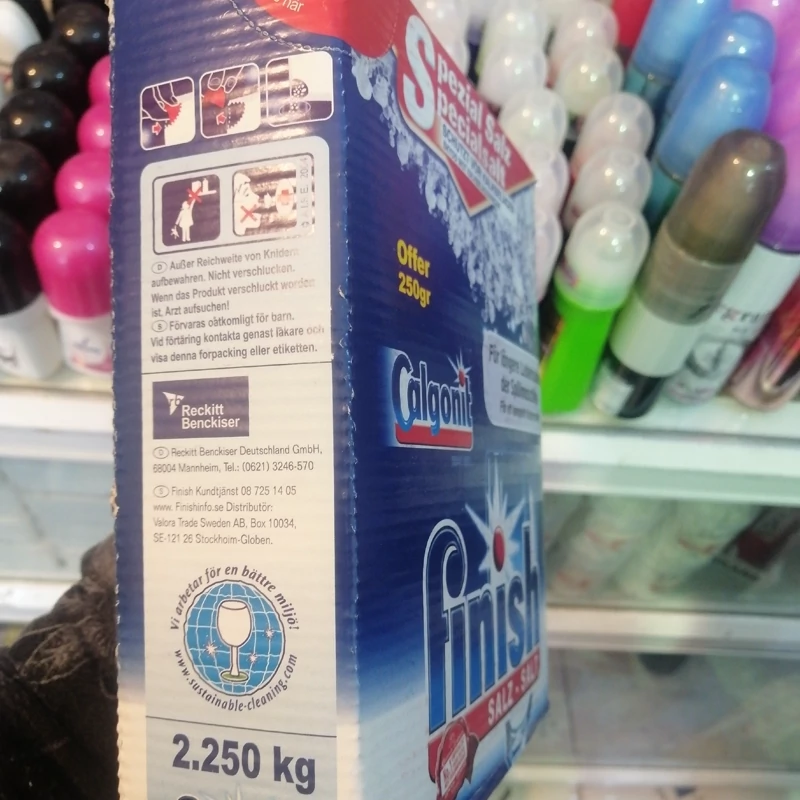 Außer Reichweite von Knidern
aufbewahren. Nicht verschlucken.
Wenn das Produkt verschluckt worden
ist, Arzt aufsuchen!
S Förvaras oåtkomligt för barn.
Vid förtäring kontakta genast läkare och
visa denna forpacking eller etiketten.
Reckitt
Benckiser
Reckitt Benckiser Deutschland GmbH,
68004 Mannheim, Tel.: (0621) 3246-570
S Finish Kundtjänst 08 725 14 05
www. Finishinfo.se Distributör:
Valora Trade Sweden AB, Box 10034,
SE-121 26 Stockhoim-Globen.
Vi arbetar för en bättre miljö!
www.sustainable-cleaning.com
2.250 kg
Spezial Salz
Specialsalt
Offer
250gr
Calgonit
finish
SALZ - SALT